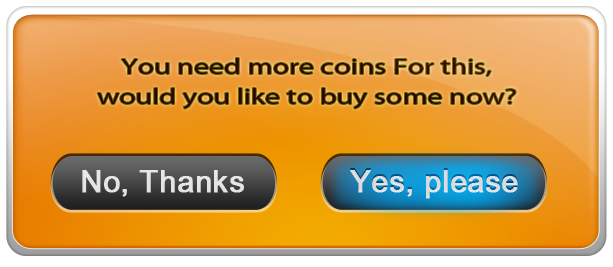 You need more coins For this,
would you like to buy some now?
No, Thanks
Yes, please